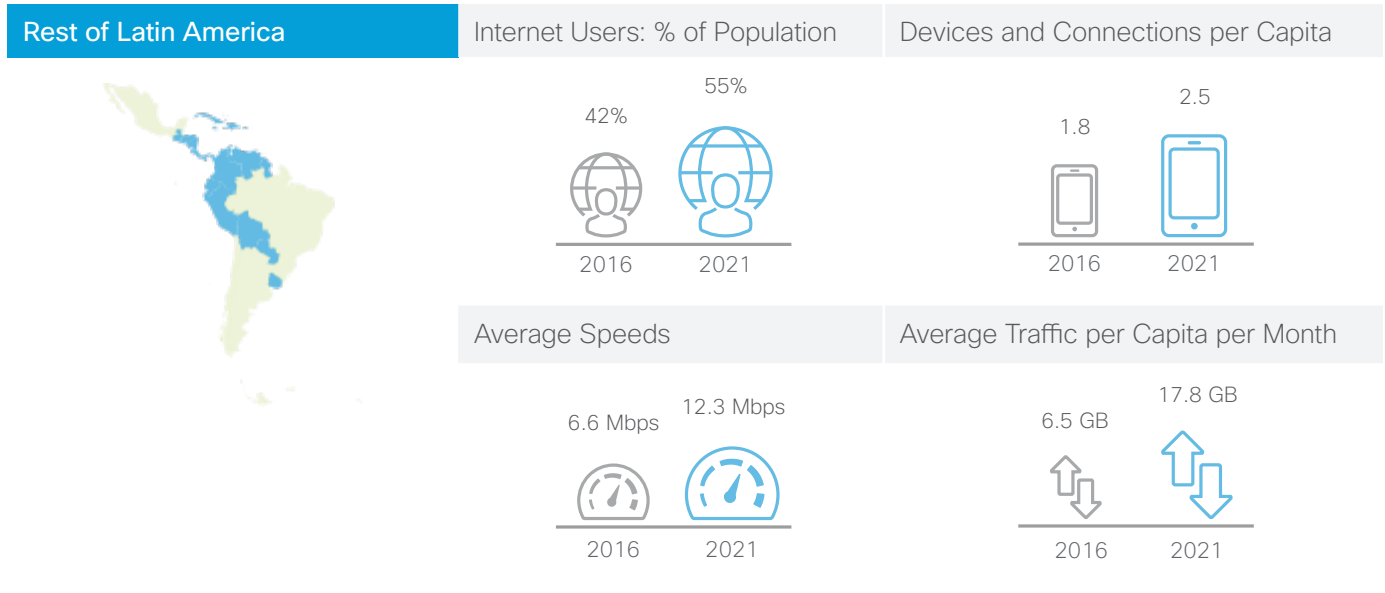 Rest of Latin America
Internet Users: % of Population
42%
55%
2016
2021
Devices and Connections per Capita
1.8
2.5
2016
2021
Average Speeds
6.6 Mbps
12.3 Mbps
2016
2021
Average Traffic per Capita per Month
6.5 GB
17.8 GB
2016
2021